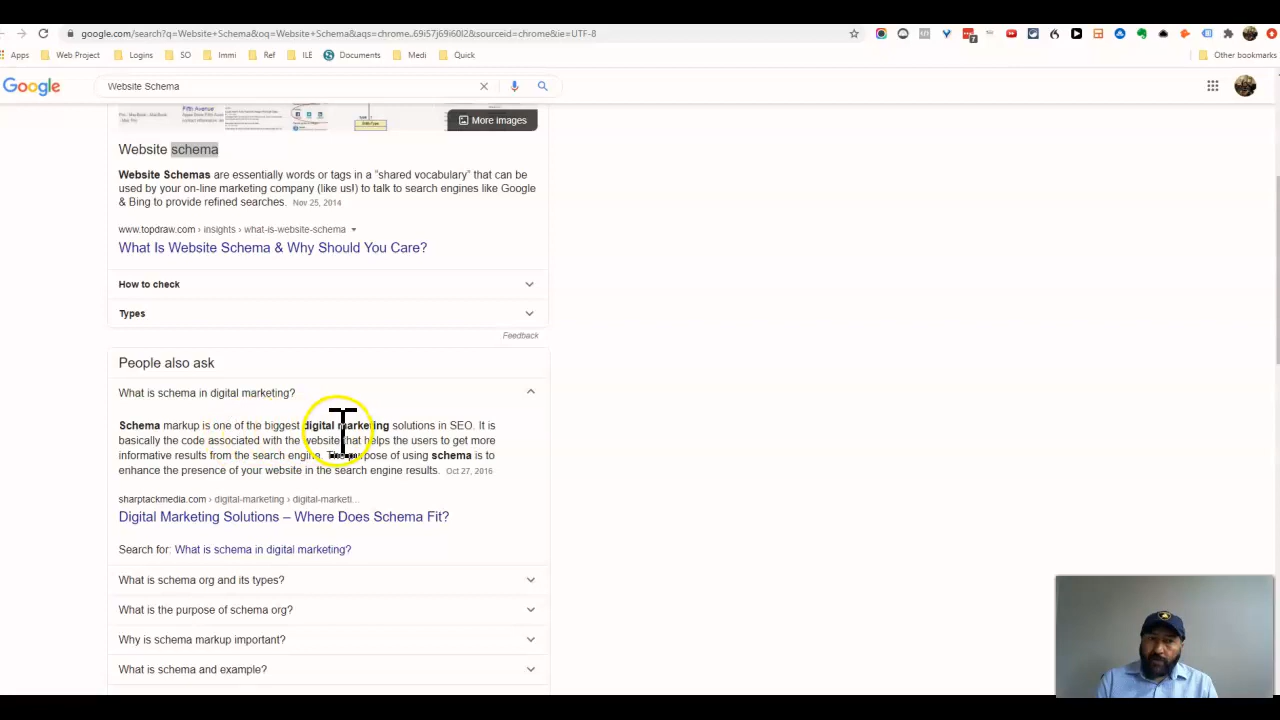 google.com/search?q=Website+Schema&oq=Website+Schema&aqs=chrome..69i57j69i60l2&sourceid=chrome&ie=UTF-8
Apps Web Project Logins SO Immi Ref ILE Documents Medi Quick Other bookmarks
Google Website Schema
Fifth Avenue
More images
Website schema
Website Schemas are essentially words or tags in a "shared vocabulary" that can be
used by your on-line marketing company (like us!) to talk to search engines like Google
& Bing to provide refined searches. Nov 25, 2014
www.topdraw.com › insights › what-is-website-schema
What Is Website Schema & Why Should You Care?
How to check
Types
Feedback
People also ask
What is schema in digital marketing?
Schema markup is one of the biggest digital marketing solutions in SEO. It is
basically the code associated with the website that helps the users to get more
informative results from the search engine. The purpose of using schema is to
enhance the presence of your website in the search engine results. Oct 27, 2016
sharptackmedia.com › digital-marketing › digital-marketi...
Digital Marketing Solutions – Where Does Schema Fit?
Search for: What is schema in digital marketing?
What is schema org and its types?
What is the purpose of schema org?
Why is schema markup important?
What is schema and example?